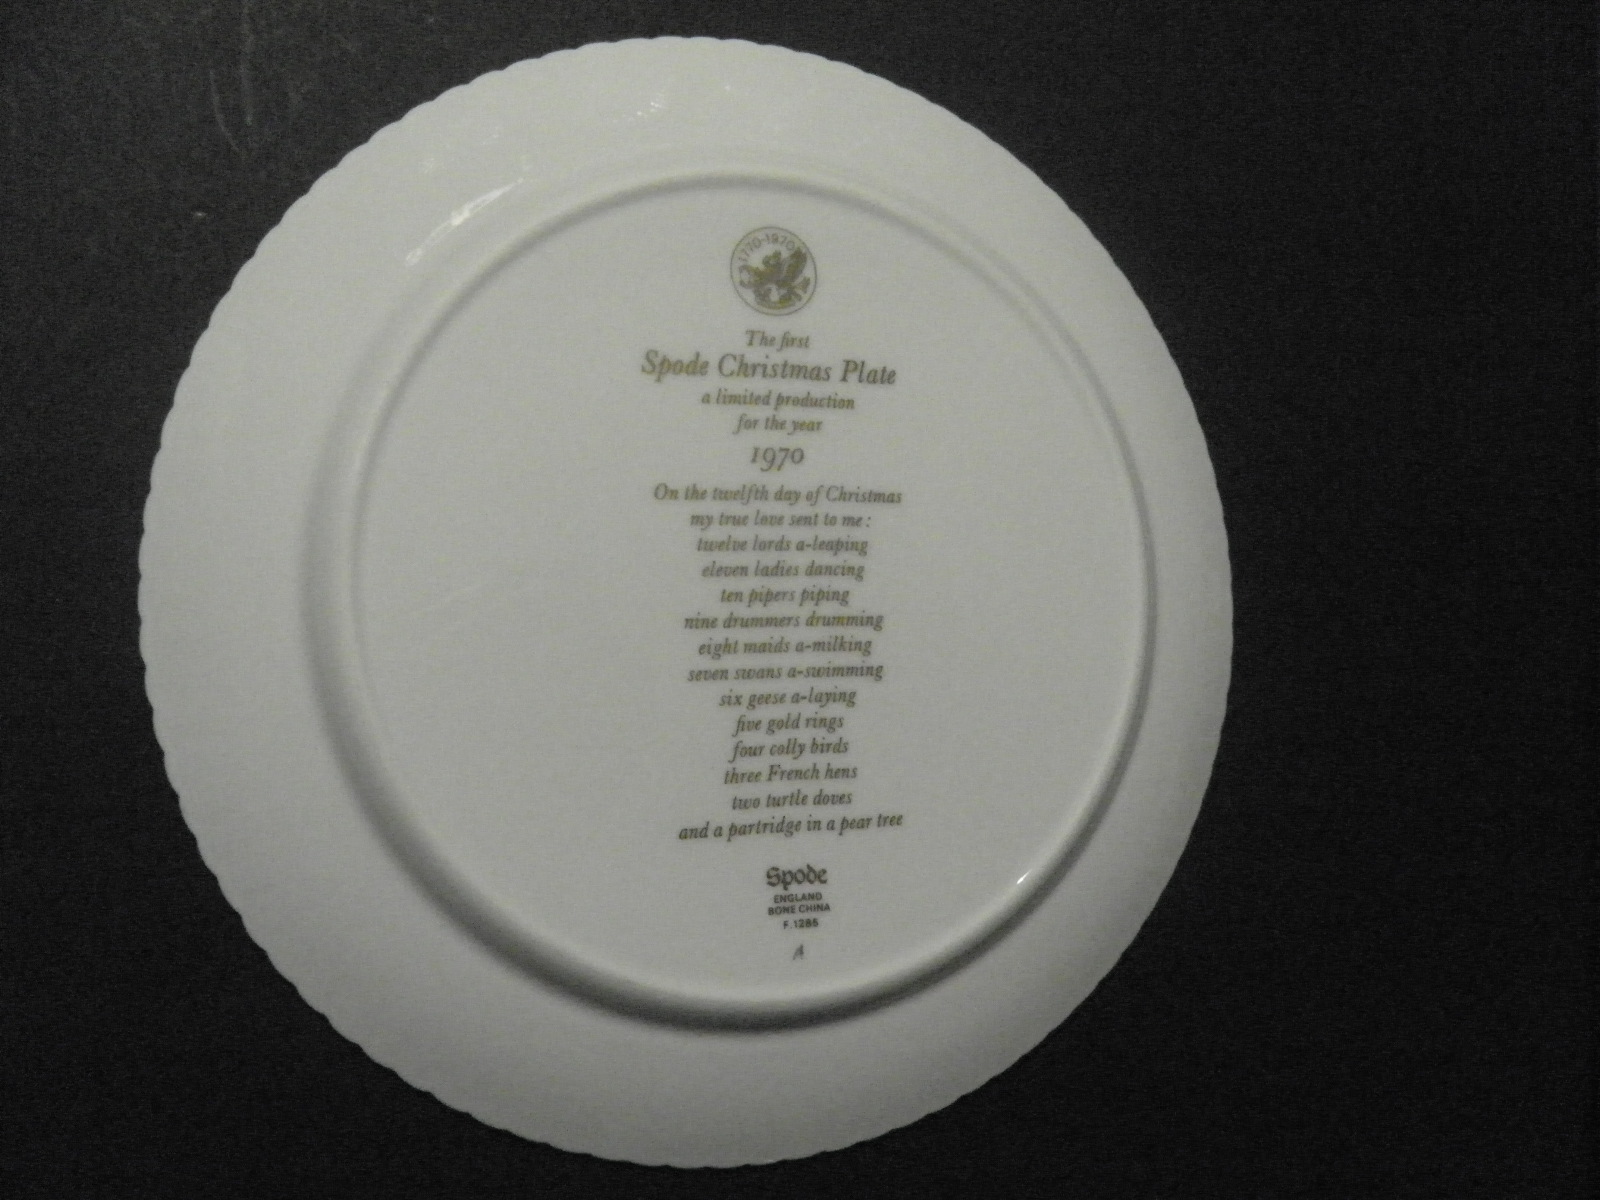 1770-1970
The first
Spode Christmas Plate
a limited production
for the year
1970
On the twelfth day of Christmas
my true love sent to me:
twelve lords a-leaping
eleven ladies dancing
ten pipers piping
nine drummers drumming
eight maids a-milking
seven swans a-swimming
six geese a-laying
five gold rings
four colly birds
three French hens
two turtle doves
and a partridge in a pear tree
Spode
ENGLAND
BONE CHINA
F.1286
A